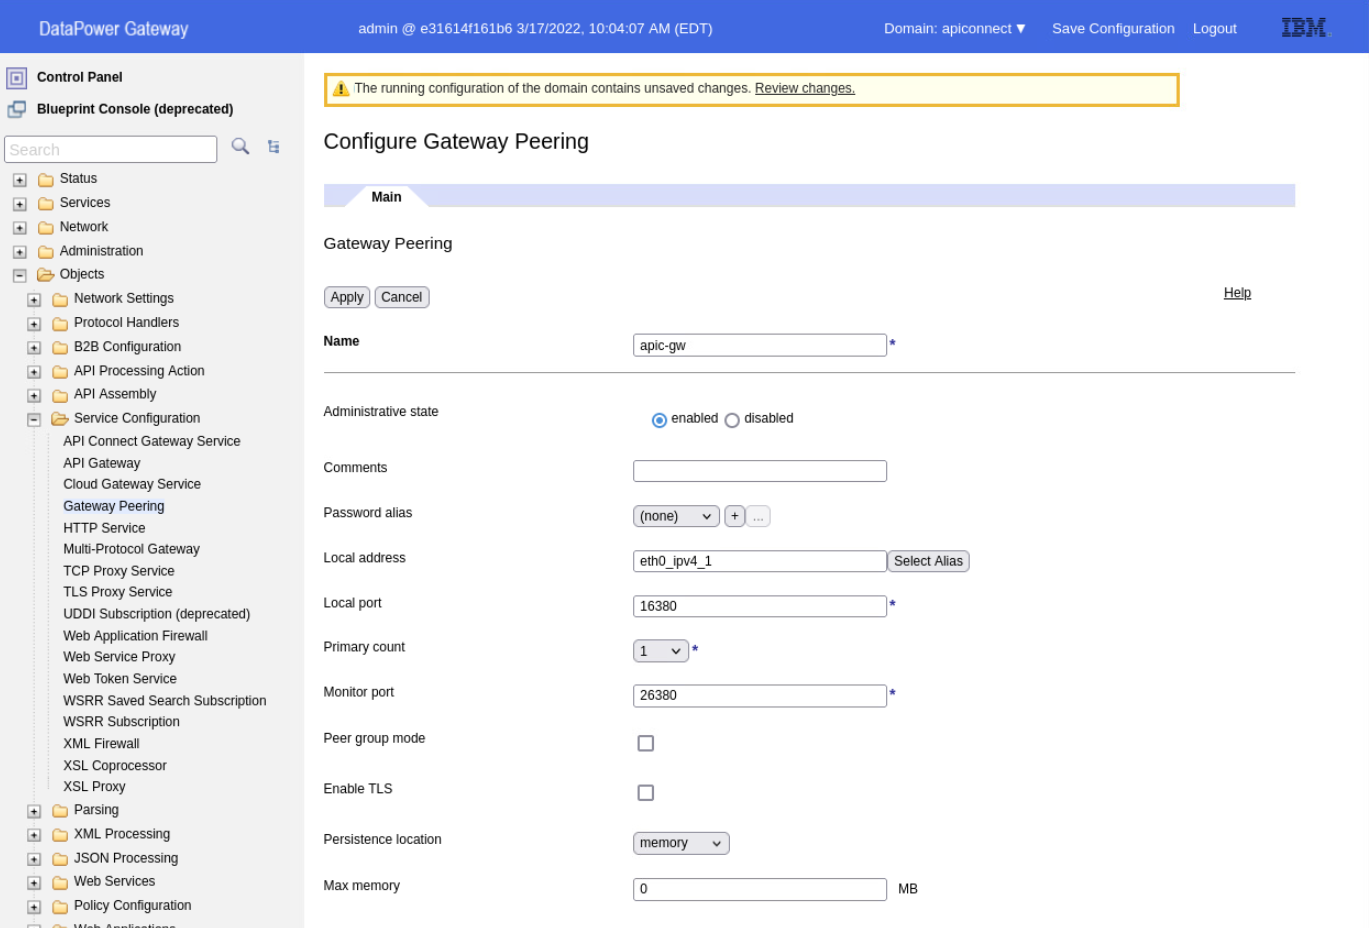 DataPower Gateway
admin @ e31614f161b6 3/17/2022, 10:04:07 AM (EDT)
Domain: apiconnect ▼
Save Configuration
Logout
IBM
Control Panel
Blueprint Console (deprecated)
Search
Status
Services
Network
Administration
Objects
Network Settings
Protocol Handlers
B2B Configuration
API Processing Action
API Assembly
Service Configuration
API Connect Gateway Service
API Gateway
Cloud Gateway Service
Gateway Peering
HTTP Service
Multi-Protocol Gateway
TCP Proxy Service
TLS Proxy Service
UDDI Subscription (deprecated)
Web Application Firewall
Web Service Proxy
Web Token Service
WSRR Saved Search Subscription
WSRR Subscription
XML Firewall
XSL Coprocessor
XSL Proxy
Parsing
XML Processing
JSON Processing
Web Services
Policy Configuration
Web Applications
The running configuration of the domain contains unsaved changes. Review changes.
Configure Gateway Peering
Main
Gateway Peering
Apply Cancel
Help
Name apic-gw *
Administrative state enabled disabled
Comments
Password alias (none) + ...
Local address eth0_ipv4_1 Select Alias
Local port 16380 *
Primary count 1 *
Monitor port 26380 *
Peer group mode
Enable TLS
Persistence location memory
Max memory 0 MB